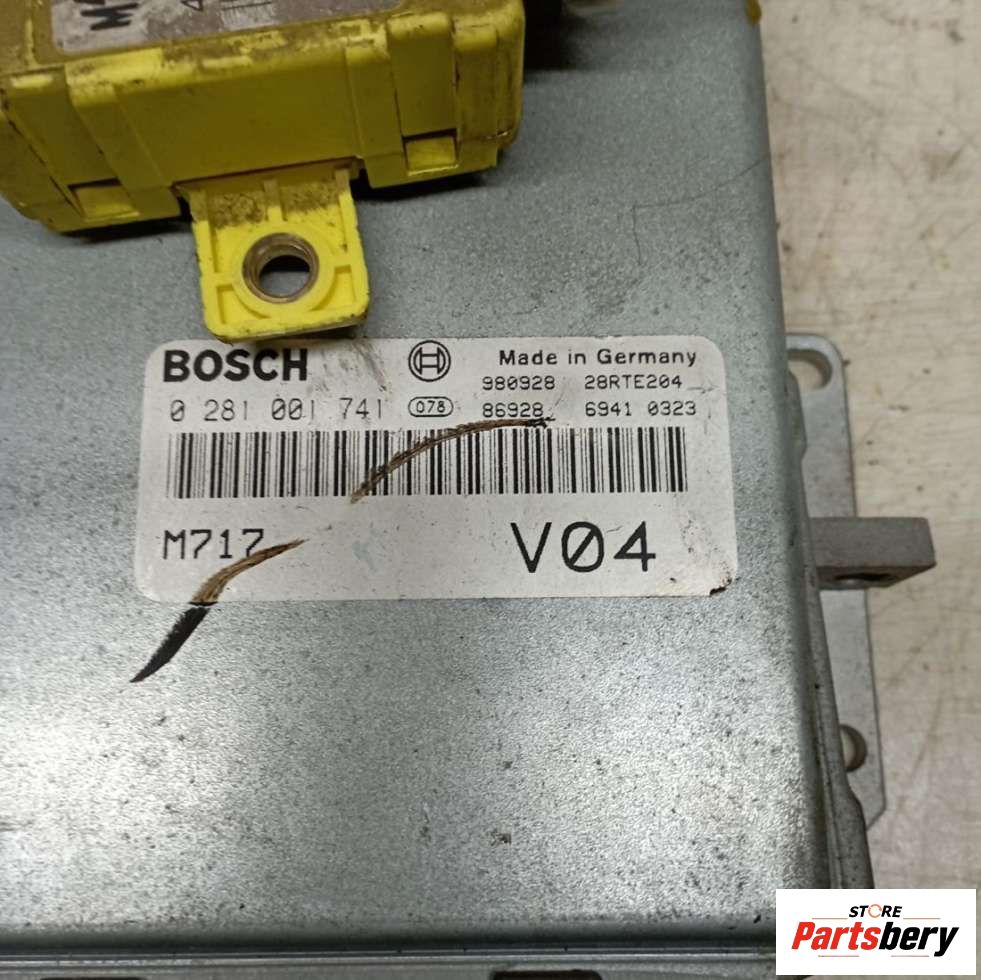 BOSCH Made in Germany
980928 28RTE204
0 281 001 741 078 86928 6941 0323
M717 V04
STORE
Partsbery